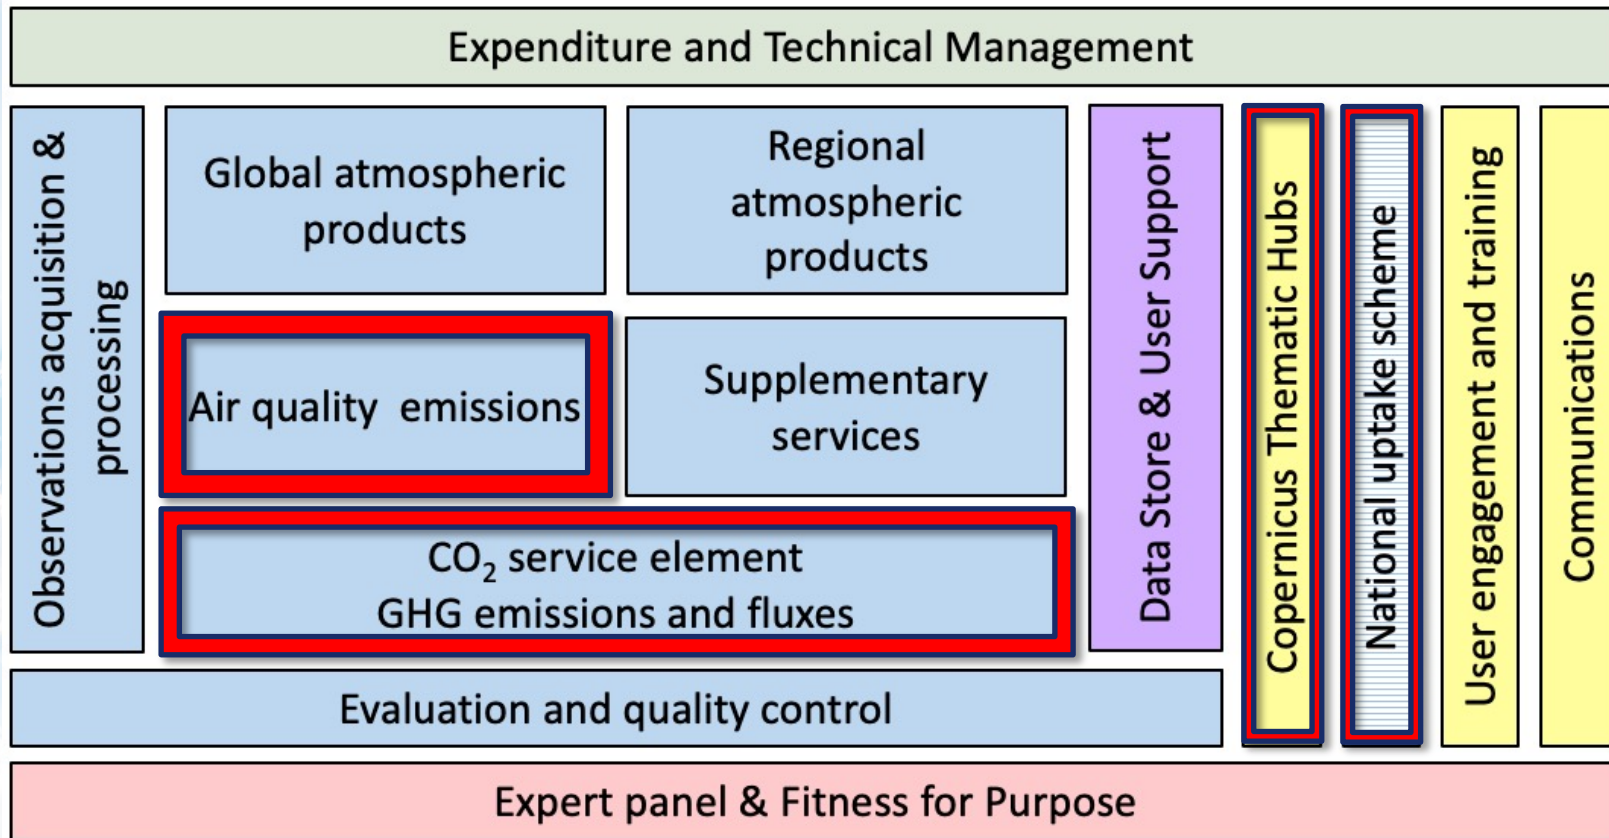 Expenditure and Technical Management
Observations acquisition &
processing
Global atmospheric
products
Regional
atmospheric
products
Air quality emissions
Supplementary
services
CO₂ service element
GHG emissions and fluxes
Data Store & User Support
Copernicus Thematic Hubs
National uptake scheme
User engagement and training
Communications
Evaluation and quality control
Expert panel & Fitness for Purpose